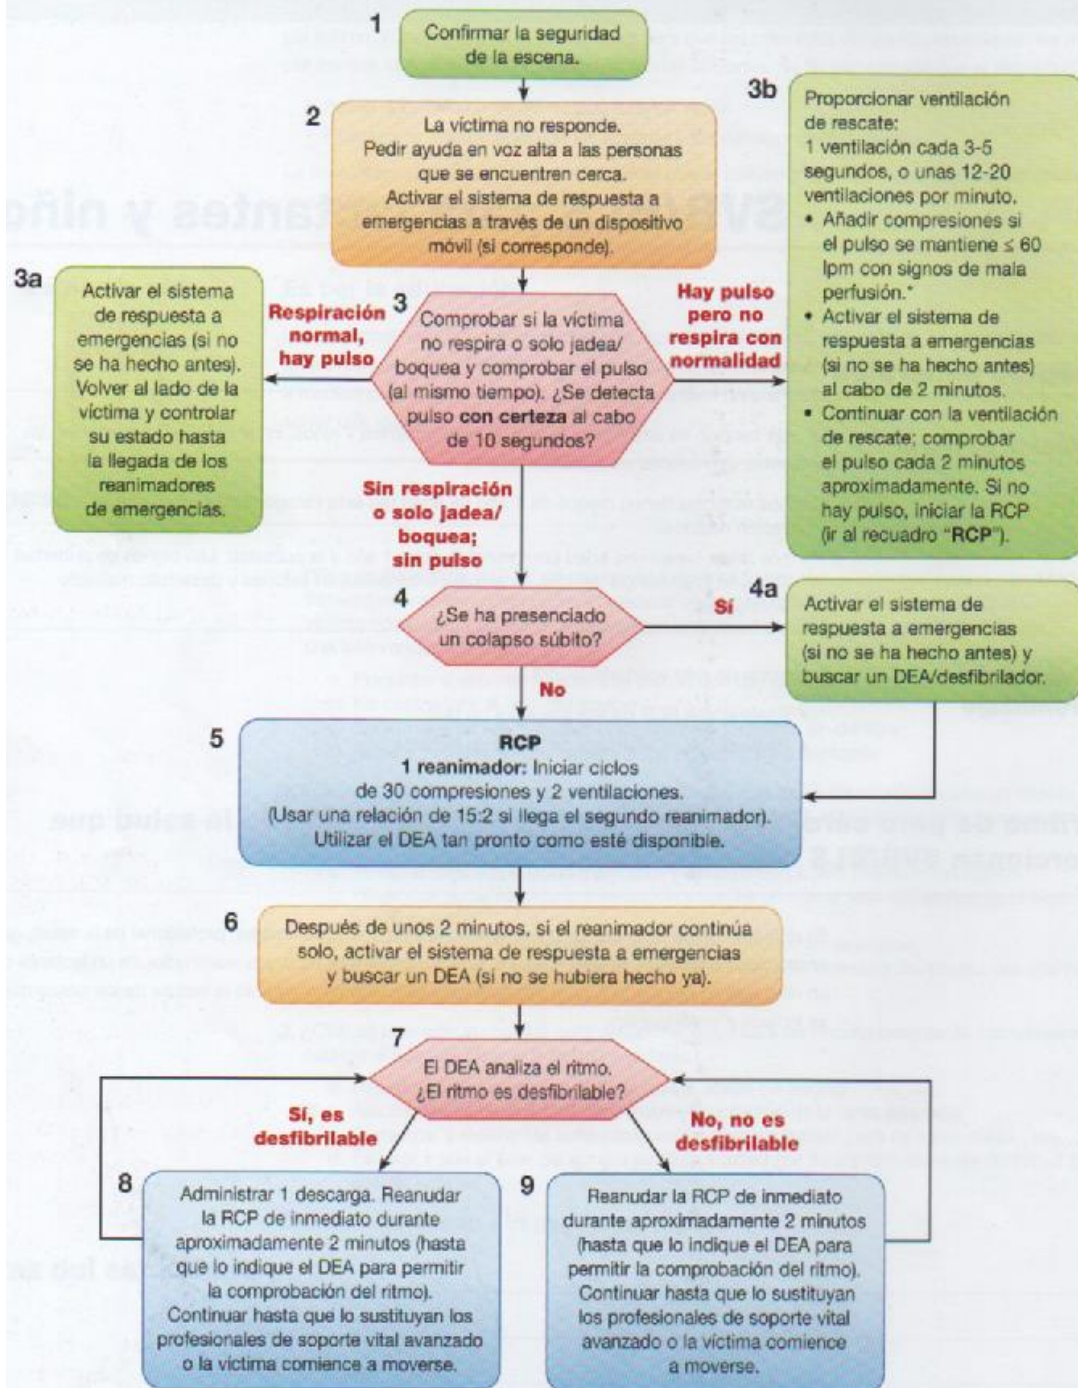 1
Confirmar la seguridad
de la escena.
2
La víctima no responde.
Pedir ayuda en voz alta a las personas
que se encuentren cerca.
Activar el sistema de respuesta a
emergencias a través de un dispositivo
móvil (si corresponde).
3a
Activar el sistema
de respuesta a
emergencias (si no
se ha hecho antes).
Volver al lado de la
víctima y controlar
su estado hasta
la llegada de los
reanimadores
de emergencias.
Respiración
normal,
hay pulso
3
Comprobar si la víctima
no respira o solo jadea/
boquea y comprobar el pulso
(al mismo tiempo). ¿Se detecta
pulso con certeza al cabo
de 10 segundos?
Hay pulso
pero no
respira con
normalidad
3b
Proporcionar ventilación
de rescate:
1 ventilación cada 3-5
segundos, o unas 12-20
ventilaciones por minuto.
• Añadir compresiones si
el pulso se mantiene ≤ 60
lpm con signos de mala
perfusión.*
• Activar el sistema de
respuesta a emergencias
(si no se ha hecho antes)
al cabo de 2 minutos.
• Continuar con la ventilación
de rescate; comprobar
el pulso cada 2 minutos
aproximadamente. Si no
hay pulso, iniciar la RCP
(ir al recuadro “RCP”).
Sin respiración
o solo jadea/
boquea;
sin pulso
4
¿Se ha presenciado
un colapso súbito?
Sí
4a
Activar el sistema de
respuesta a emergencias
(si no se ha hecho antes) y
buscar un DEA/desfibrilador.
No
5
RCP
1 reanimador: Iniciar ciclos
de 30 compresiones y 2 ventilaciones.
(Usar una relación de 15:2 si llega el segundo reanimador).
Utilizar el DEA tan pronto como esté disponible.
6
Después de unos 2 minutos, si el reanimador continúa
solo, activar el sistema de respuesta a emergencias
y buscar un DEA (si no se hubiera hecho ya).
7
El DEA analiza el ritmo.
¿El ritmo es desfibrilable?
Sí, es
desfibrilable
No, no es
desfibrilable
8
Administrar 1 descarga. Reanudar
la RCP de inmediato durante
aproximadamente 2 minutos (hasta
que lo indique el DEA para permitir
la comprobación del ritmo).
Continuar hasta que lo sustituyan los
profesionales de soporte vital avanzado
o la víctima comience a moverse.
9
Reanudar la RCP de inmediato
durante aproximadamente 2 minutos
(hasta que lo indique el DEA para
permitir la comprobación del ritmo).
Continuar hasta que lo sustituyan
los profesionales de soporte vital
avanzado o la víctima comience
a moverse.